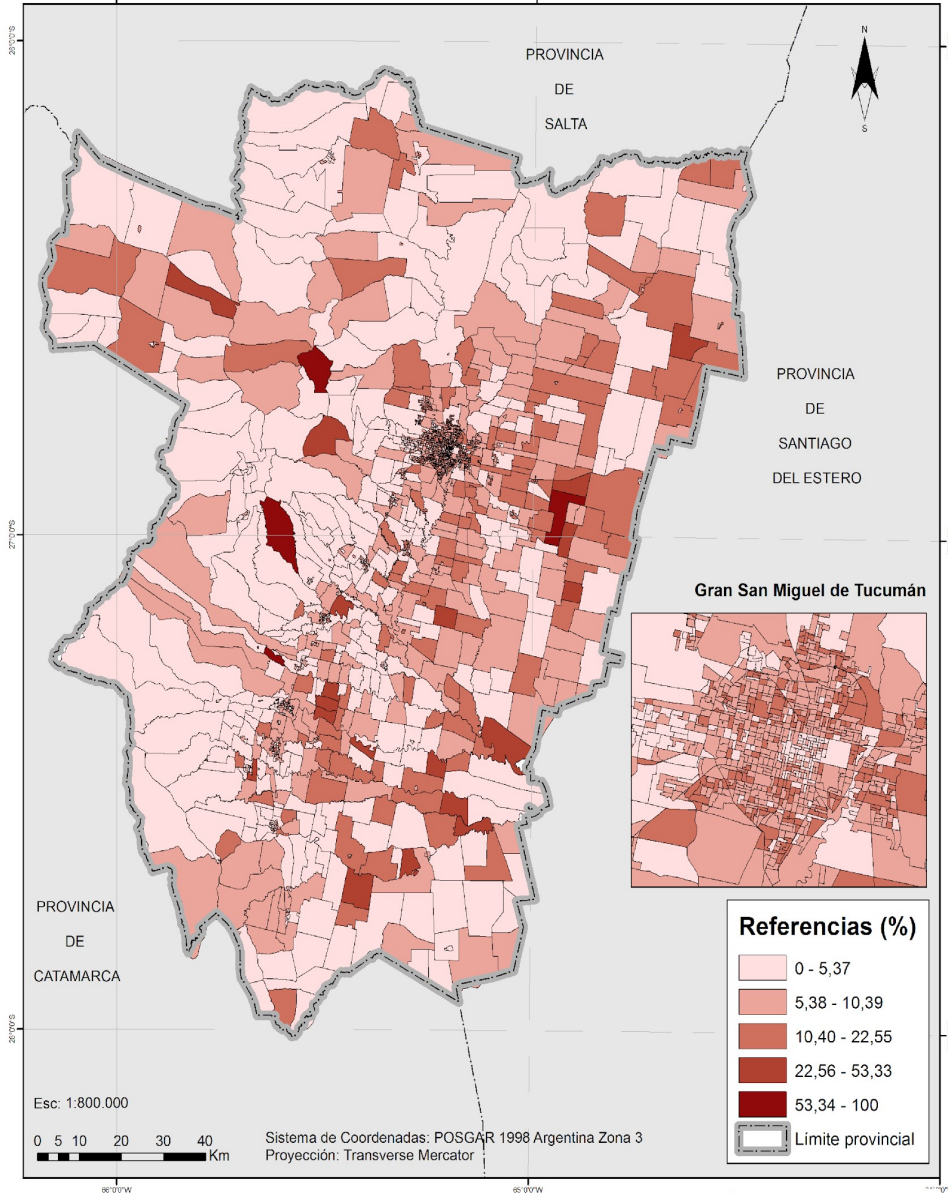 PROVINCIA
DE
SALTA
N
S
PROVINCIA
DE
SANTIAGO
DEL ESTERO
27°0'0"S
Gran San Miguel de Tucumán
PROVINCIA
DE
CATAMARCA
Referencias (%)
0 - 5,37
5,38 - 10,39
10,40 - 22,55
22,56 - 53,33
53,34 - 100
Límite provincial
Esc: 1:800.000
0 5 10 20 30 40
Km
Sistema de Coordenadas: POSGAR 1998 Argentina Zona 3
Proyección: Transverse Mercator
66°0'0"W
65°0'0"W